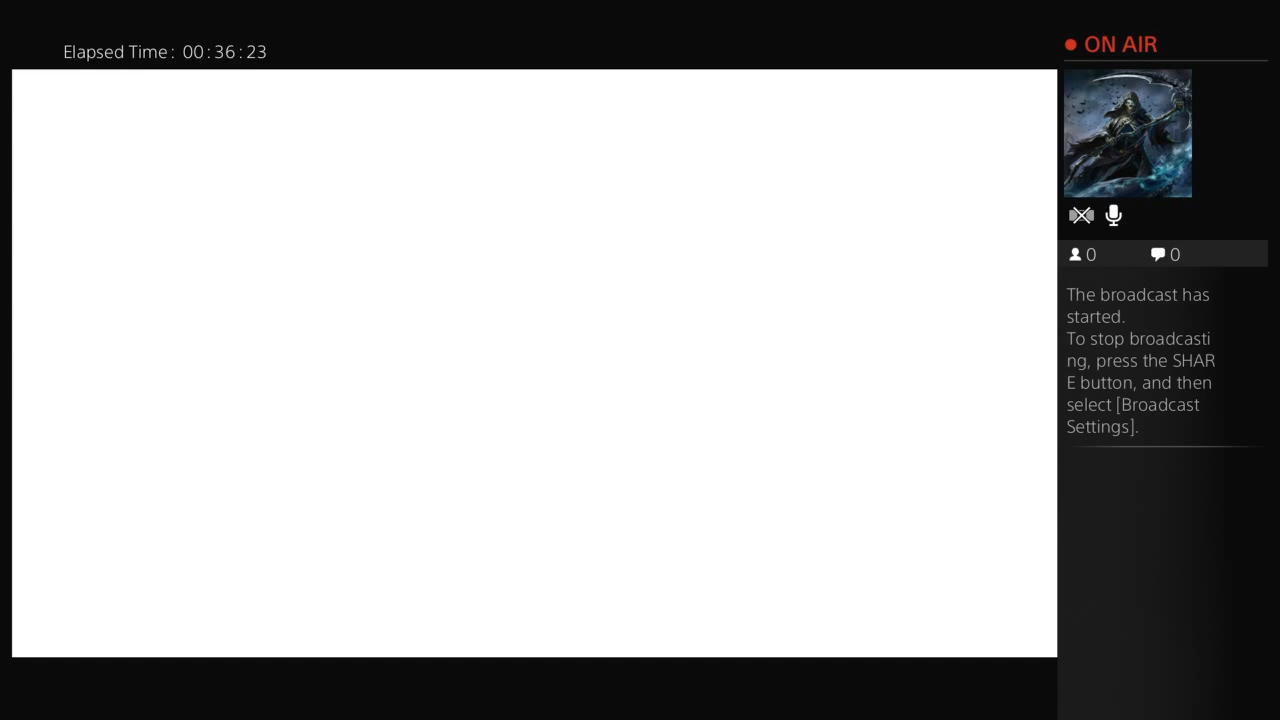 Elapsed Time: 00:36:23
ON AIR
0 0
The broadcast has
started.
To stop broadcasti
ng, press the SHAR
E button, and then
select [Broadcast
Settings].